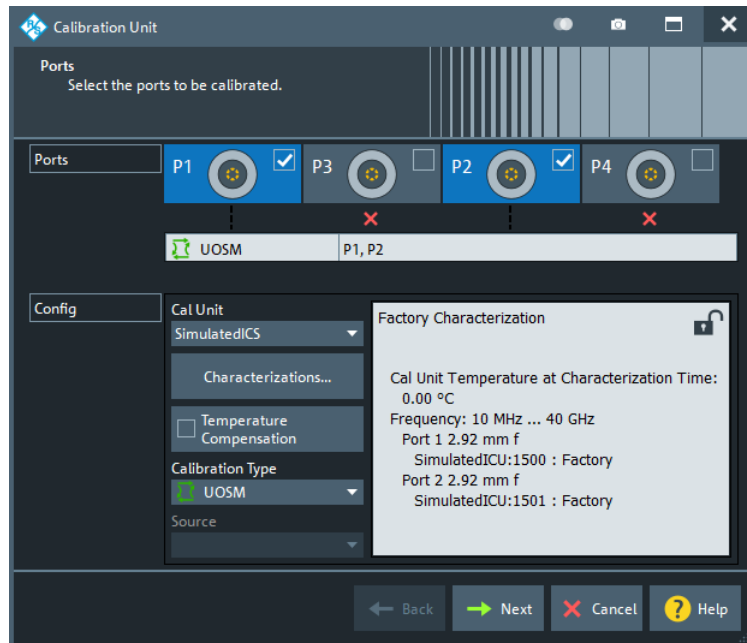 Calibration Unit
Ports
Select the ports to be calibrated.
Ports
P1
P3
P2
P4
UOSM
P1, P2
Config
Cal Unit
SimulatedICS
Characterizations...
Temperature
Compensation
Calibration Type
UOSM
Source
Factory Characterization
Cal Unit Temperature at Characterization Time:
0.00 °C
Frequency: 10 MHz ... 40 GHz
Port 1 2.92 mm f
SimulatedICU:1500 : Factory
Port 2 2.92 mm f
SimulatedICU:1501 : Factory
Back
Next
Cancel
? Help